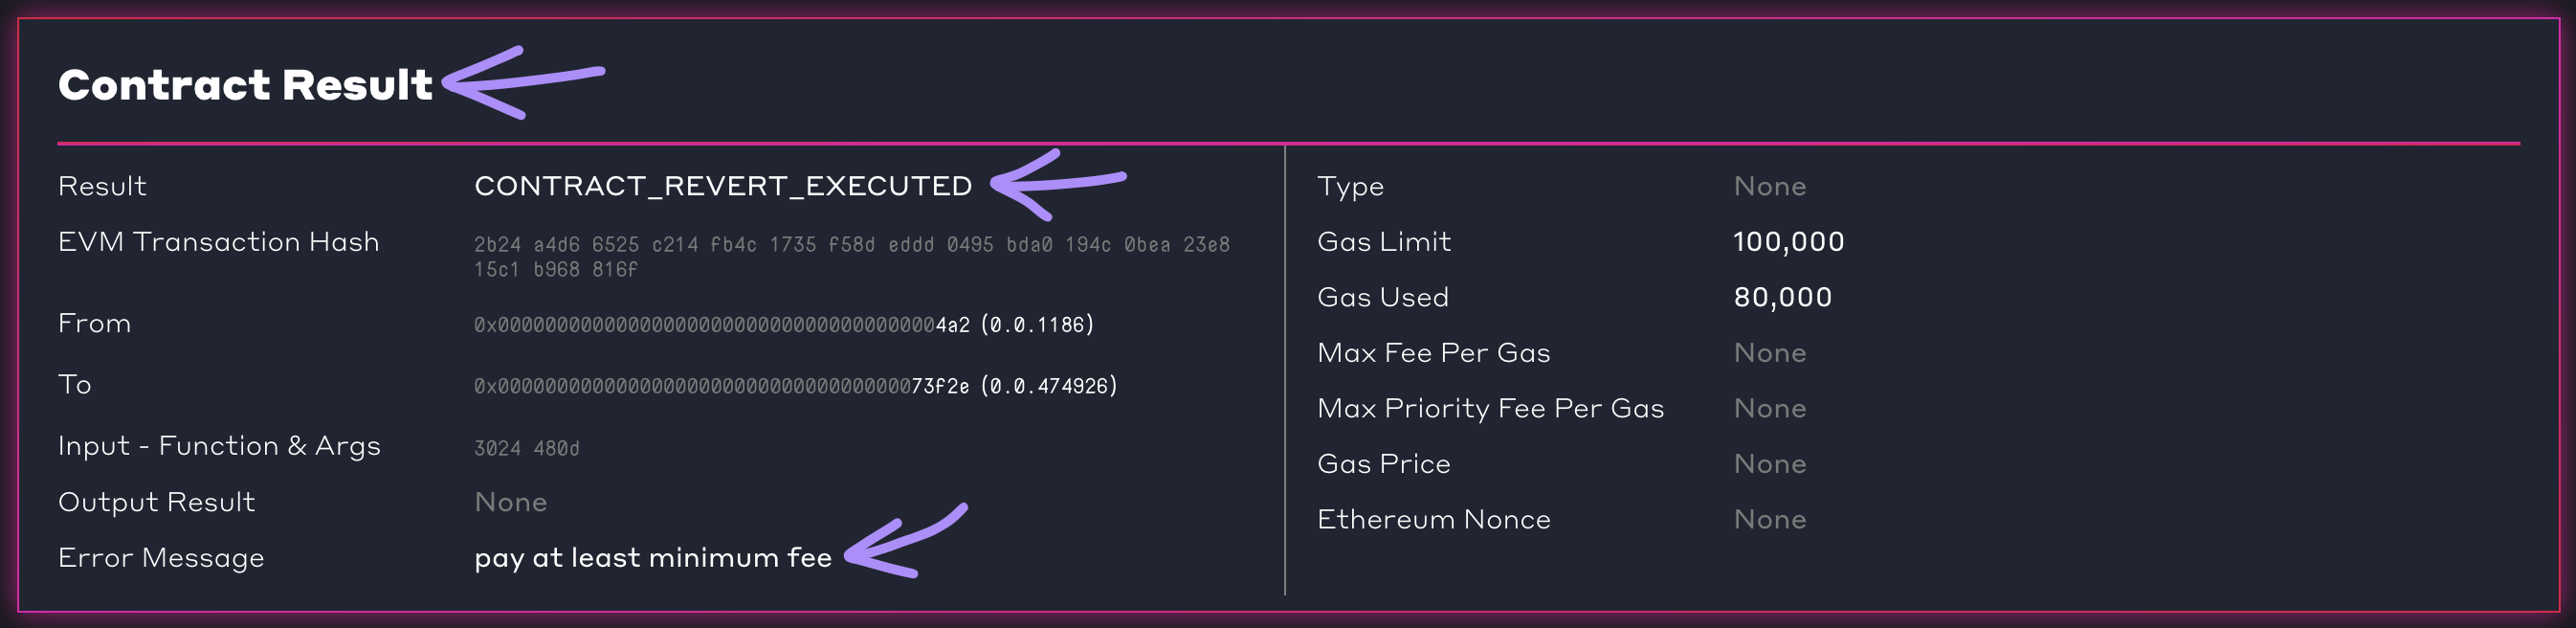 Contract Result
Result CONTRACT_REVERT_EXECUTED
EVM Transaction Hash 2b24 a4d6 6525 c214 fb4c 1735 f58d eddd 0495 bda0 194c 0bea 23e8
15c1 b968 816f
From 0x00000000000000000000000000000000000004a2 (0.0.1186)
To 0x0000000000000000000000000000000000073f2e (0.0.474926)
Input - Function & Args 3024 480d
Output Result None
Error Message pay at least minimum fee
Type None
Gas Limit 100,000
Gas Used 80,000
Max Fee Per Gas None
Max Priority Fee Per Gas None
Gas Price None
Ethereum Nonce None